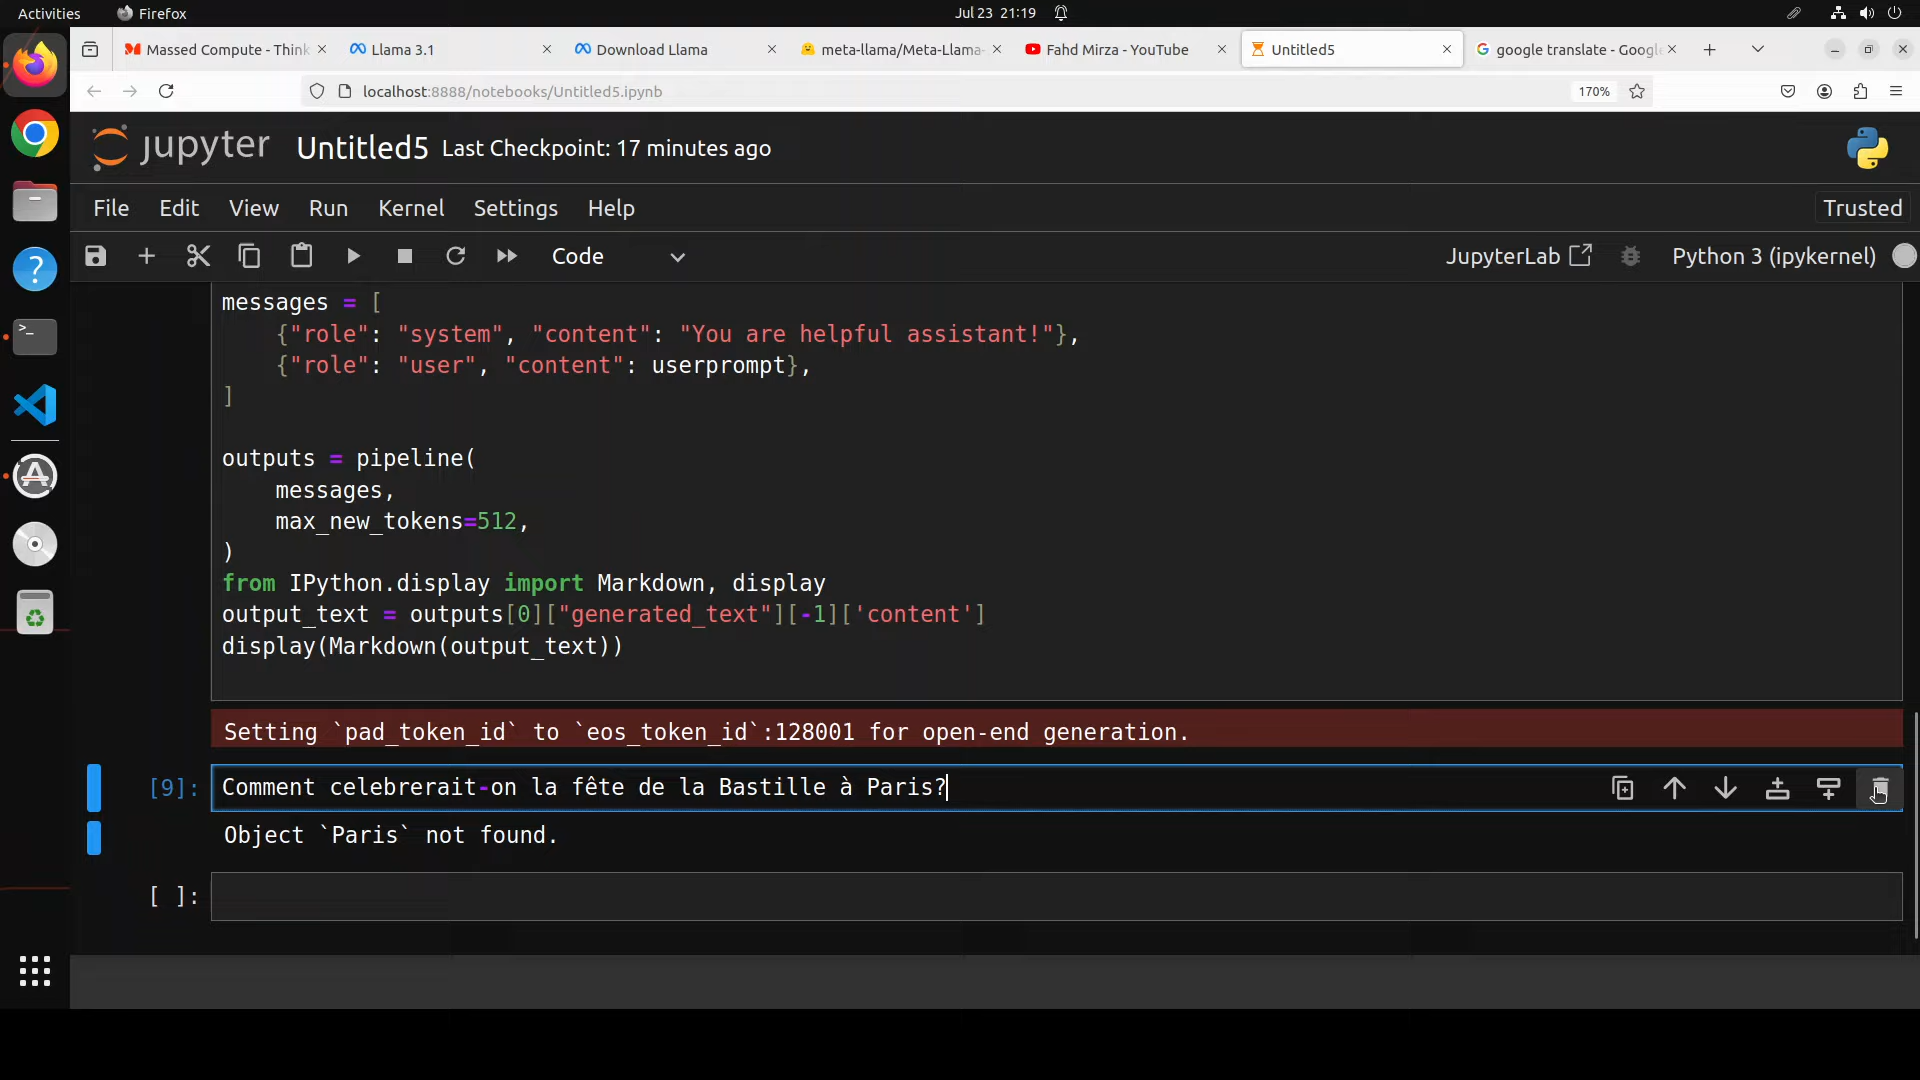 Activities
Firefox
Jul 23 21:19
Massed Compute - Think
Llama 3.1
Download Llama
meta-llama/Meta-Llama-
Fahd Mirza - YouTube
Untitled5
google translate - Google
localhost:8888/notebooks/Untitled5.ipynb
170%
jupyter
Untitled5
Last Checkpoint: 17 minutes ago
File
Edit
View
Run
Kernel
Settings
Help
Trusted
Code
JupyterLab
Python 3 (ipykernel)
messages = [
{"role": "system", "content": "You are helpful assistant!"},
{"role": "user", "content": userprompt},
]
outputs = pipeline(
messages,
max_new_tokens=512,
)
from IPython.display import Markdown, display
output_text = outputs[0]["generated_text"][-1]['content']
display(Markdown(output_text))
Setting `pad_token_id` to `eos_token_id`:128001 for open-end generation.
[9]:
Comment celebrerait-on la fête de la Bastille à Paris?
Object `Paris` not found.
[ ]: